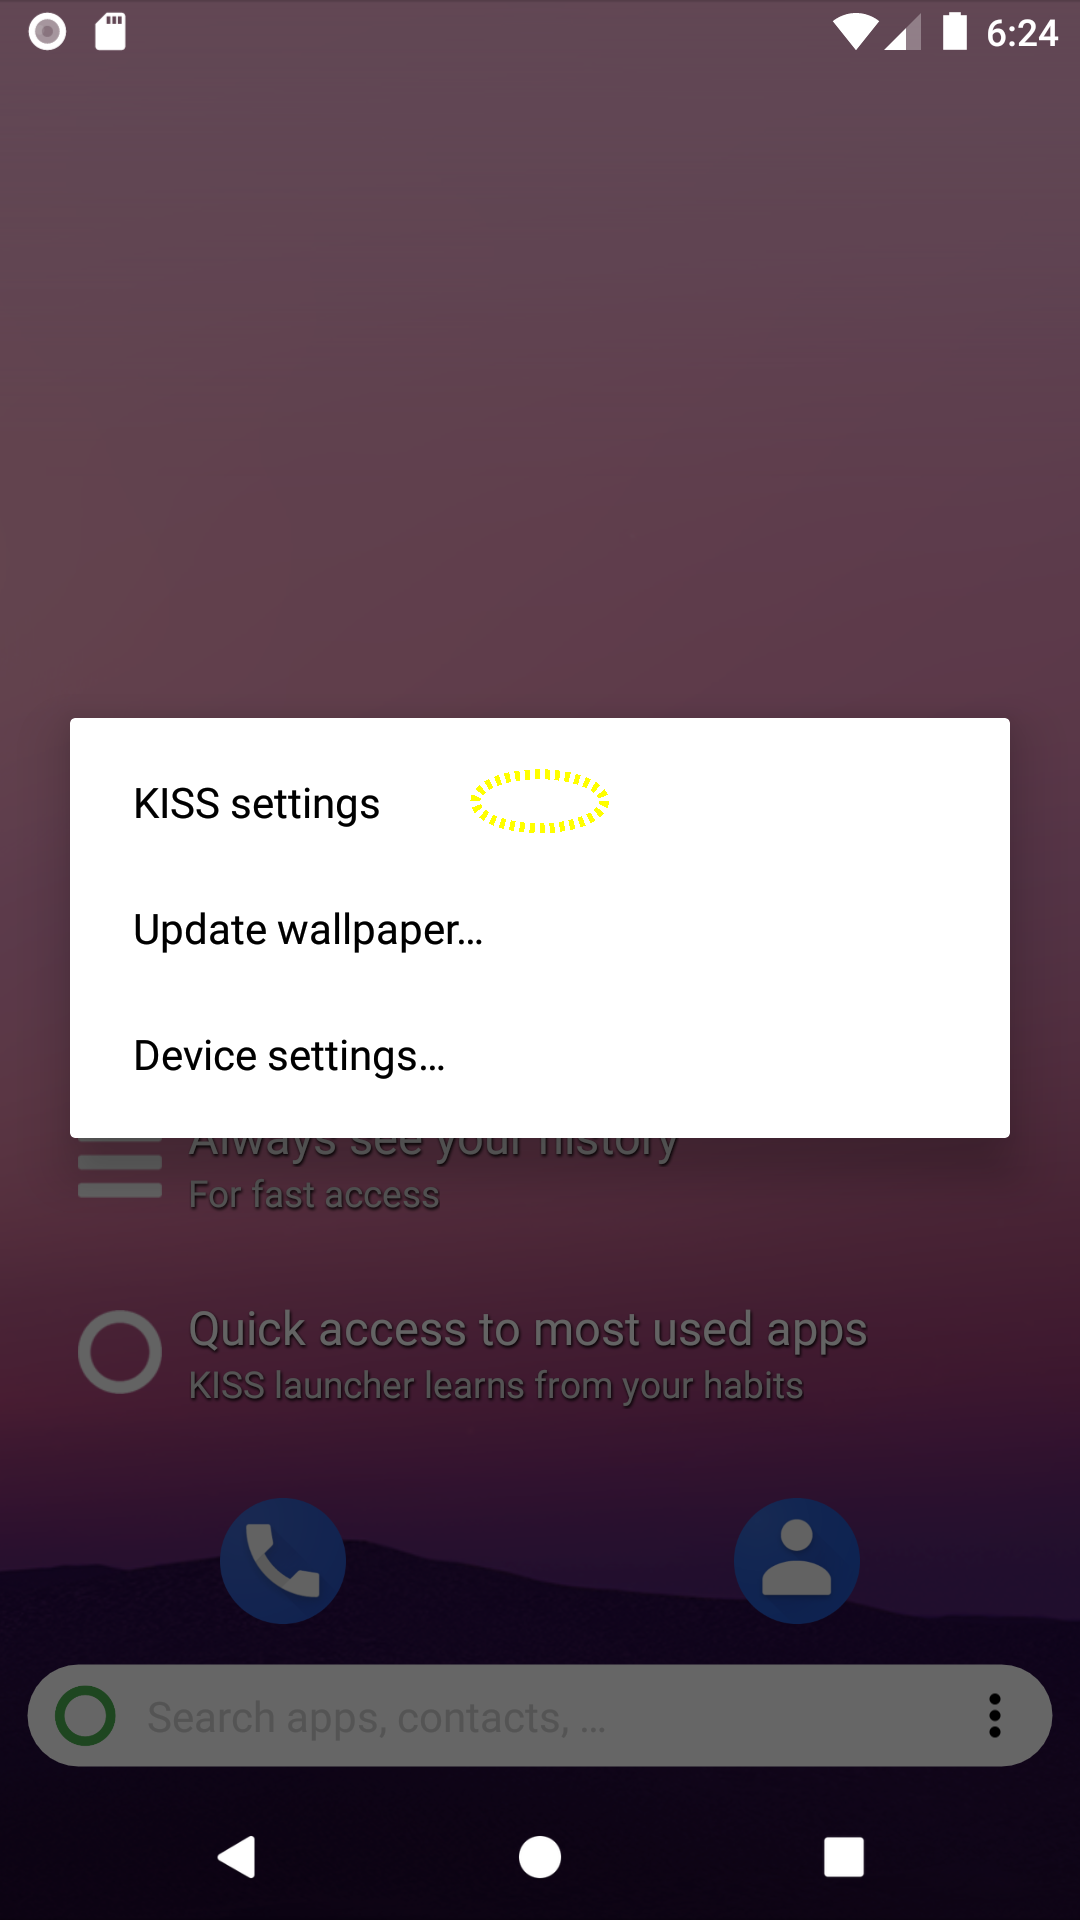 6:24
KISS settings
Update wallpaper...
Device settings...
Always see your history
For fast access
Quick access to most used apps
KISS launcher learns from your habits
Search apps, contacts, ...